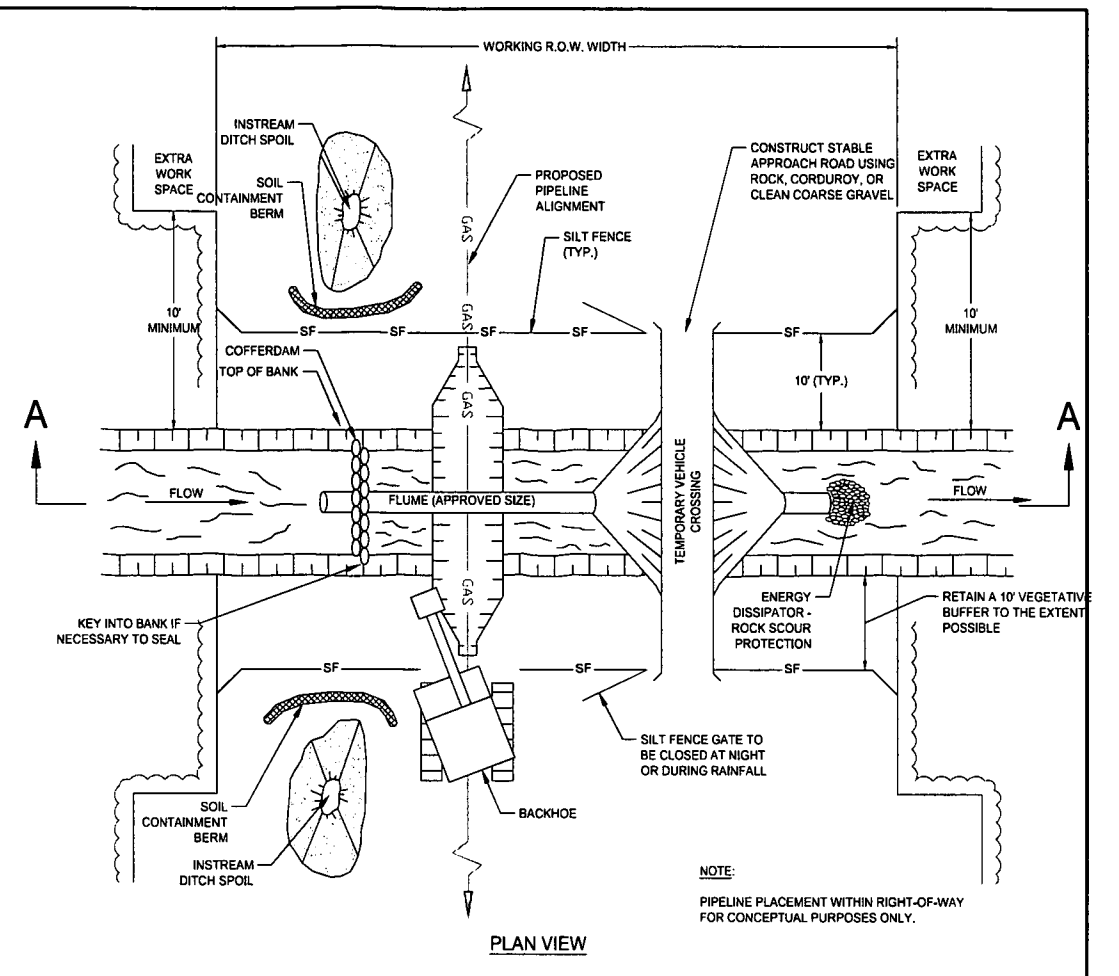 WORKING R.O.W. WIDTH
INSTREAM
DITCH SPOIL
EXTRA
WORK
SPACE
SOIL
CONTAINMENT
BERM
PROPOSED
PIPELINE
ALIGNMENT
CONSTRUCT STABLE
APPROACH ROAD USING
ROCK, CORDUROY, OR
CLEAN COARSE GRAVEL
EXTRA
WORK
SPACE
GAS
SILT FENCE
(TYP.)
10'
MINIMUM
GAS
SF
SF
SF
SF
SF
10'
MINIMUM
COFFERDAM
TOP OF BANK
10' (TYP.)
GAS
A
A
FLOW
FLUME (APPROVED SIZE)
TEMPORARY VEHICLE
CROSSING
FLOW
GAS
KEY INTO BANK IF
NECESSARY TO SEAL
ENERGY
DISSIPATOR -
ROCK SCOUR
PROTECTION
RETAIN A 10' VEGETATIVE
BUFFER TO THE EXTENT
POSSIBLE
SF
SF
SF
SILT FENCE GATE TO
BE CLOSED AT NIGHT
OR DURING RAINFALL
SOIL
CONTAINMENT
BERM
BACKHOE
INSTREAM
DITCH SPOIL
NOTE:
PIPELINE PLACEMENT WITHIN RIGHT-OF-WAY
FOR CONCEPTUAL PURPOSES ONLY.
PLAN VIEW